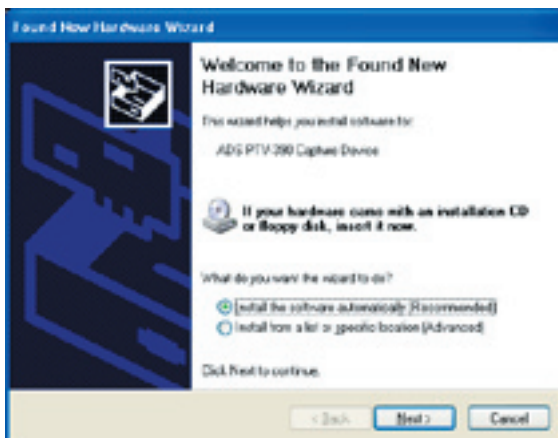 Found New Hardware Wizard
Welcome to the Found New
Hardware Wizard
This wizard helps you install software for:
ADS PTV-390 Capture Device
If your hardware came with an installation CD
or floppy disk, insert it now.
What do you want the wizard to do?
Install the software automatically (Recommended)
Install from a list or specific location (Advanced)
Click Next to continue.
< Back
Next >
Cancel